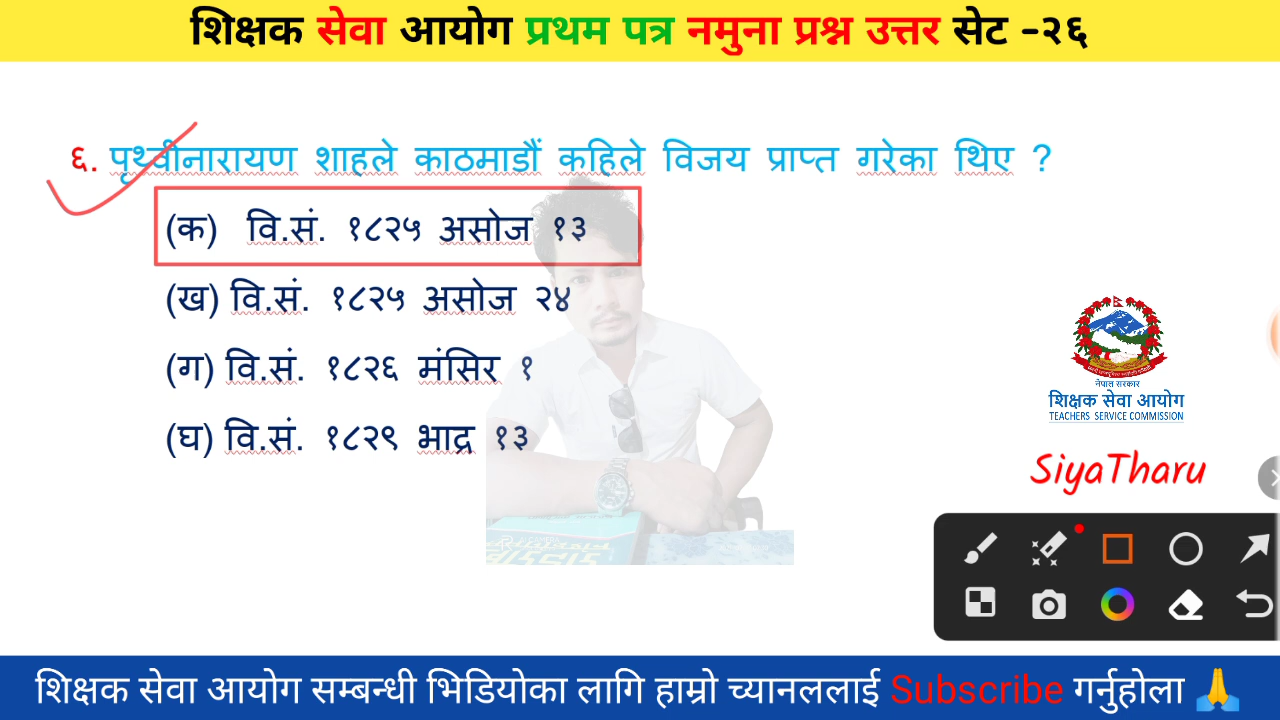 शिक्षक सेवा आयोग प्रथम पत्र नमुना प्रश्न उत्तर सेट -२६
६. पृथ्वीनारायण शाहले काठमाडौं कहिले विजय प्राप्त गरेका थिए ?
(क) वि.सं. १८२५ असोज १३
(ख) वि.सं. १८२५ असोज २४
(ग) वि.सं. १८२६ मंसिर १
(घ) वि.सं. १८२९ भाद्र १३
नेपाल सरकार
शिक्षक सेवा आयोग
TEACHERS SERVICE COMMISSION
SiyaTharu
शिक्षक सेवा आयोग सम्बन्धी भिडियोका लागि हाम्रो च्यानललाई Subscribe गर्नुहोला 🙏